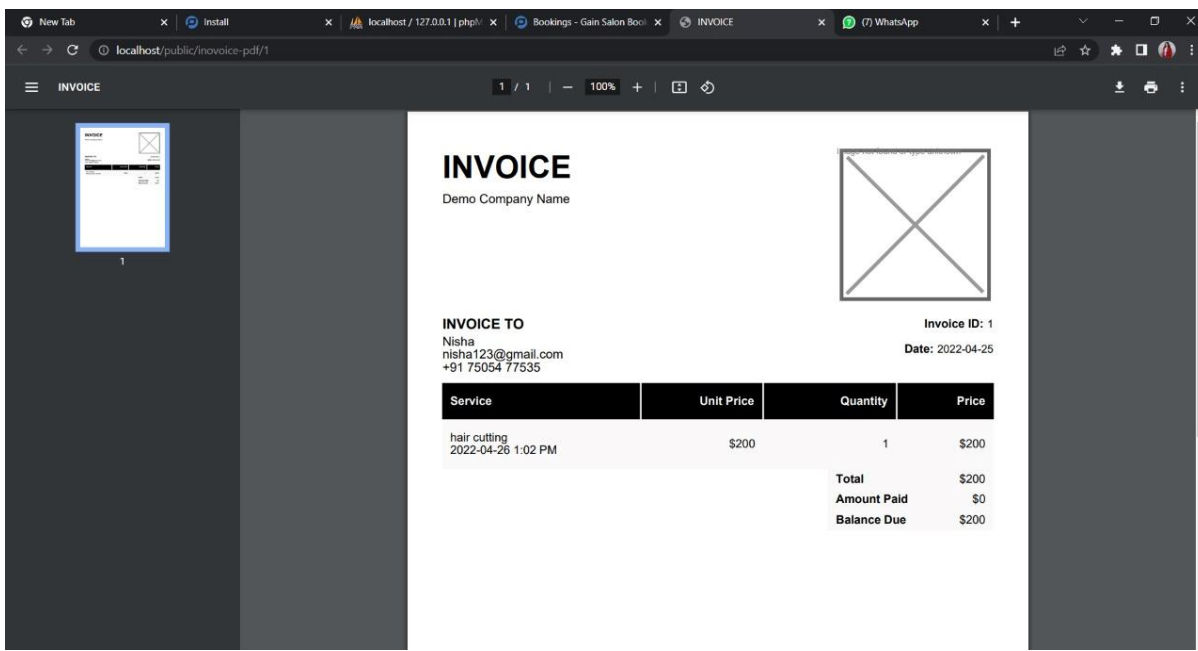 New Tab
Install
localhost / 127.0.0.1 | phpM
Bookings - Gain Salon Book
INVOICE
(7) WhatsApp
localhost/public/inovoice-pdf/1
INVOICE
1 / 1
100%
1
INVOICE
Demo Company Name
INVOICE TO
Nisha
nisha123@gmail.com
+91 75054 77535
Invoice ID: 1
Date: 2022-04-25
Service Unit Price Quantity Price
hair cutting
2022-04-26 1:02 PM
$200 1 $200
Total $200
Amount Paid $0
Balance Due $200